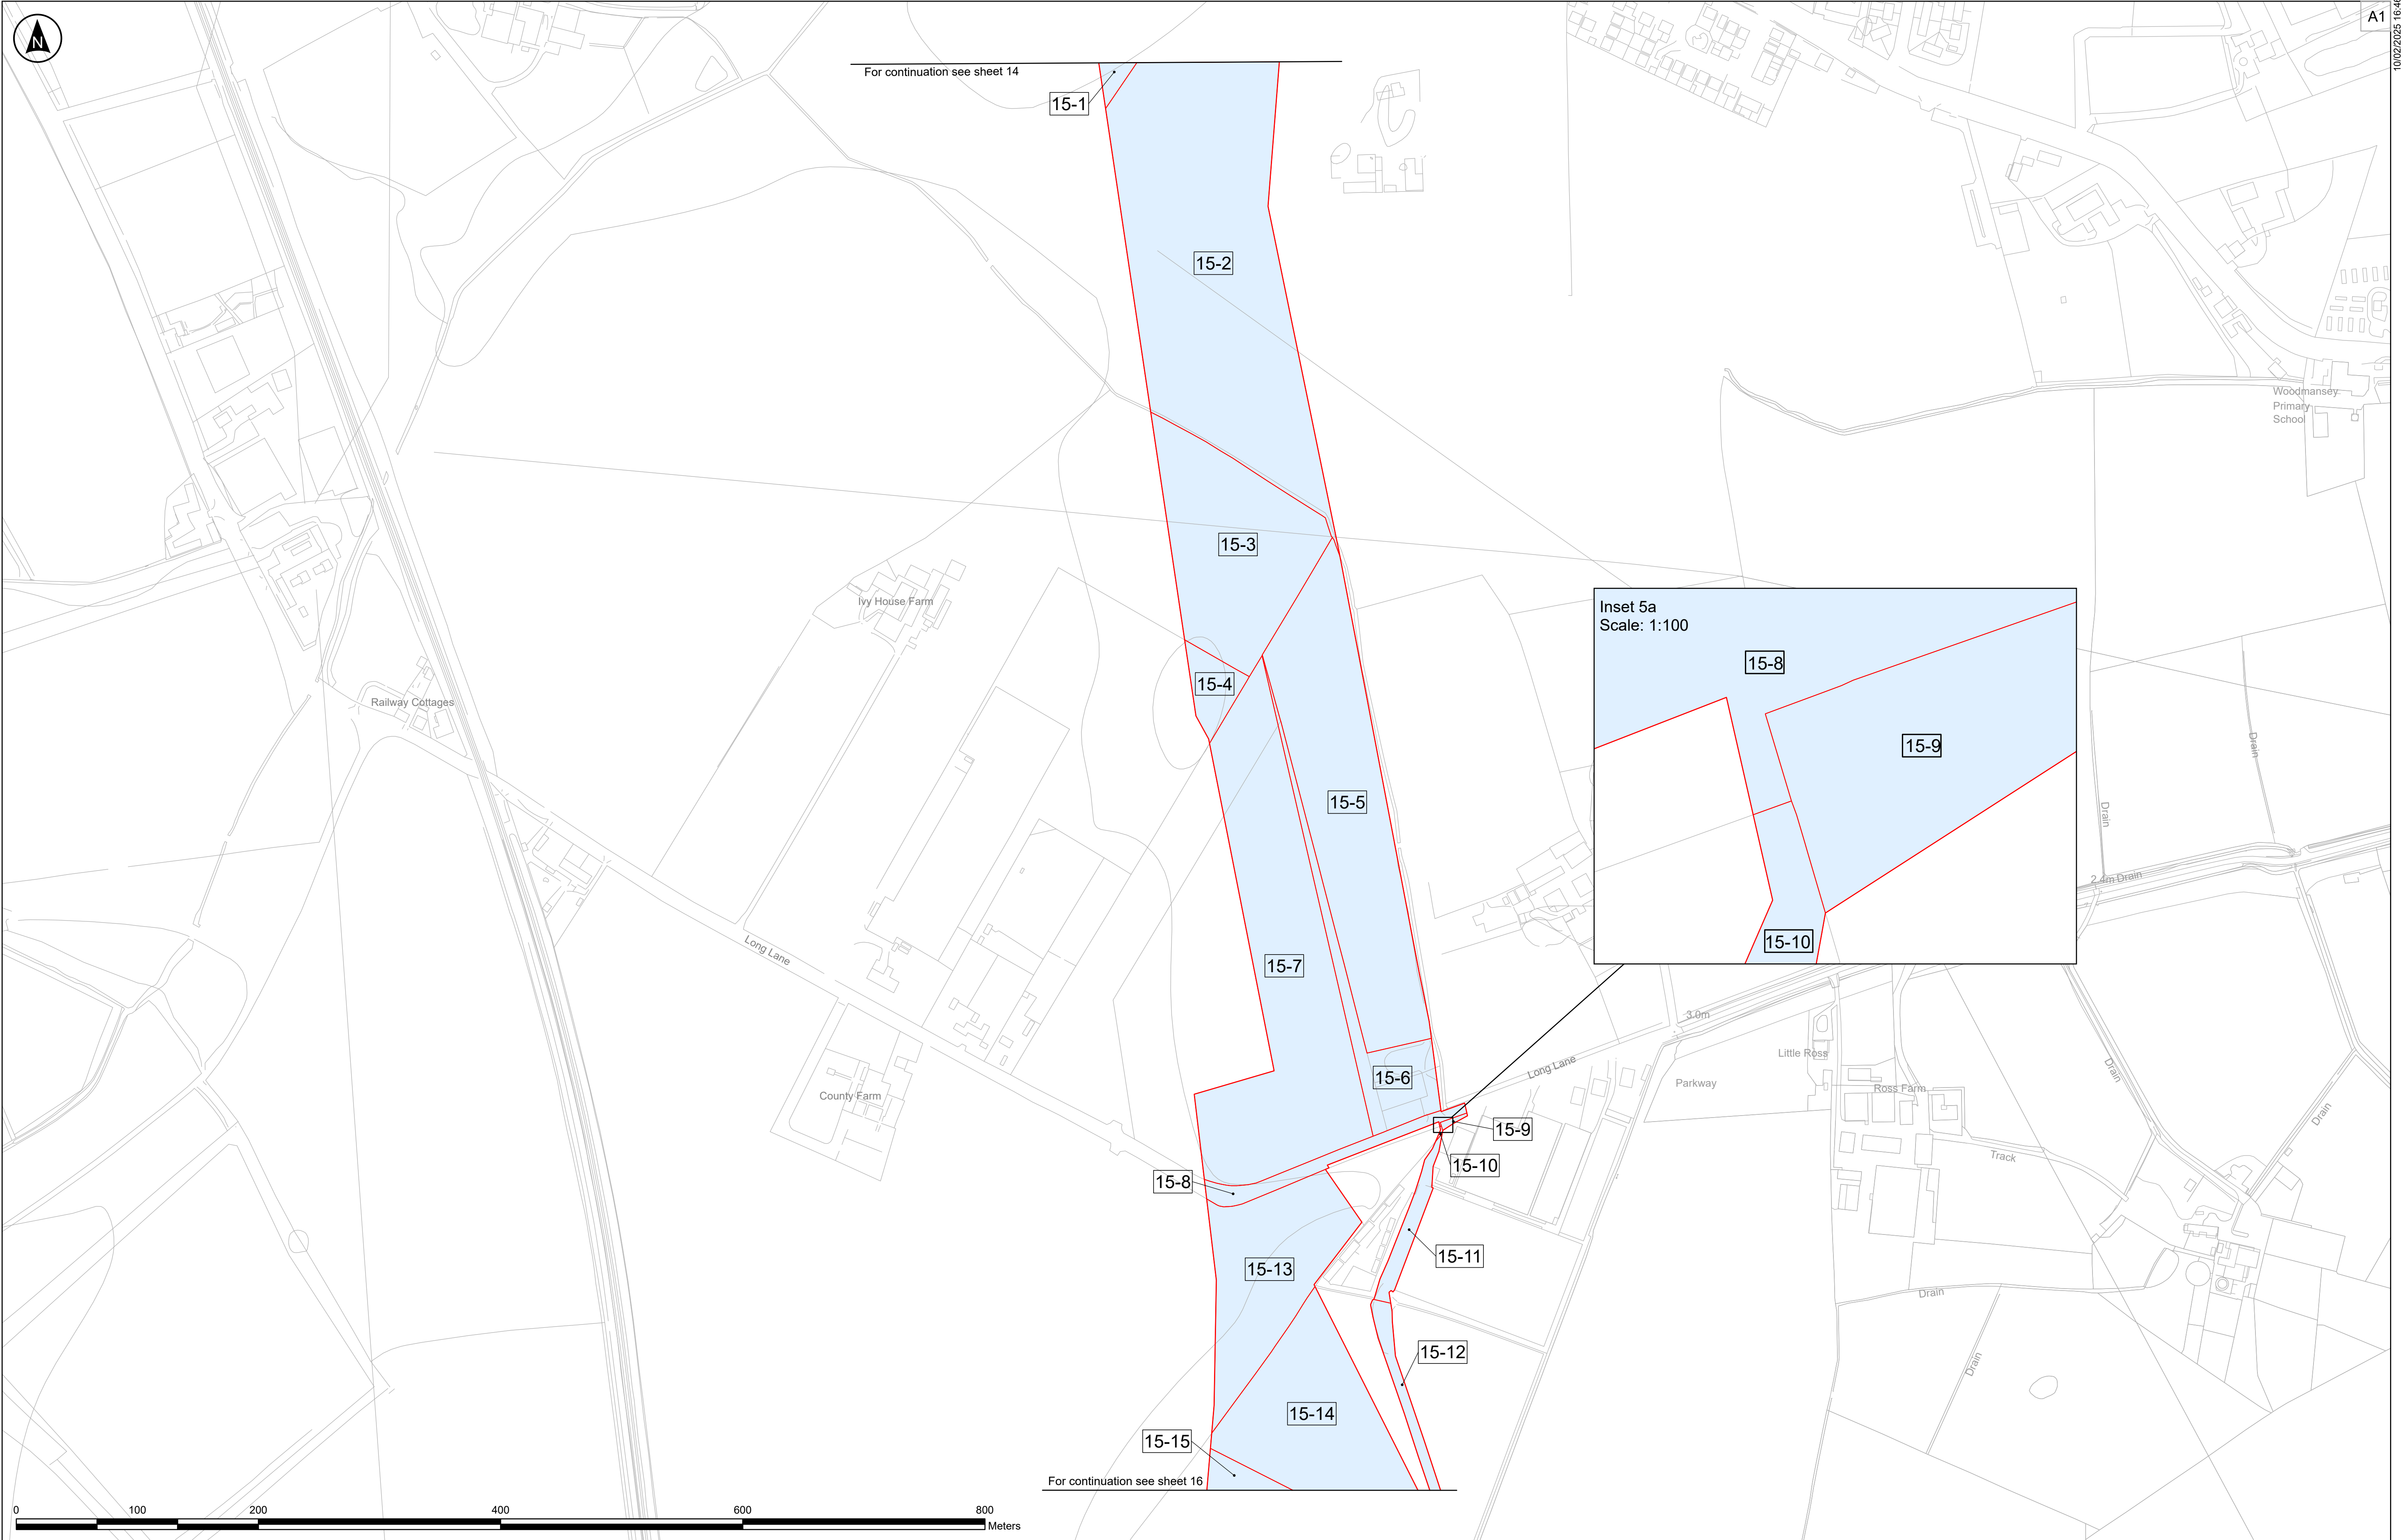 N
A1
10/02/2025 16:46
For continuation see sheet 14
15-1
15-2
Woodmansey
Primary
School
15-3
Ivy House Farm
Inset 5a
Scale: 1:100
15-8
15-9
15-10
15-4
Railway Cottages
Drain
15-5
Drain
2.4m Drain
15-7
Long Lane
3.0m
Little Ross
Long Lane
Parkway
Ross Farm
Drain
15-6
County Farm
Drain
15-9
15-10
Track
15-8
15-11
15-13
Drain
15-12
Drain
15-14
15-15
For continuation see sheet 16
0 100 200 400 600 800
Meters